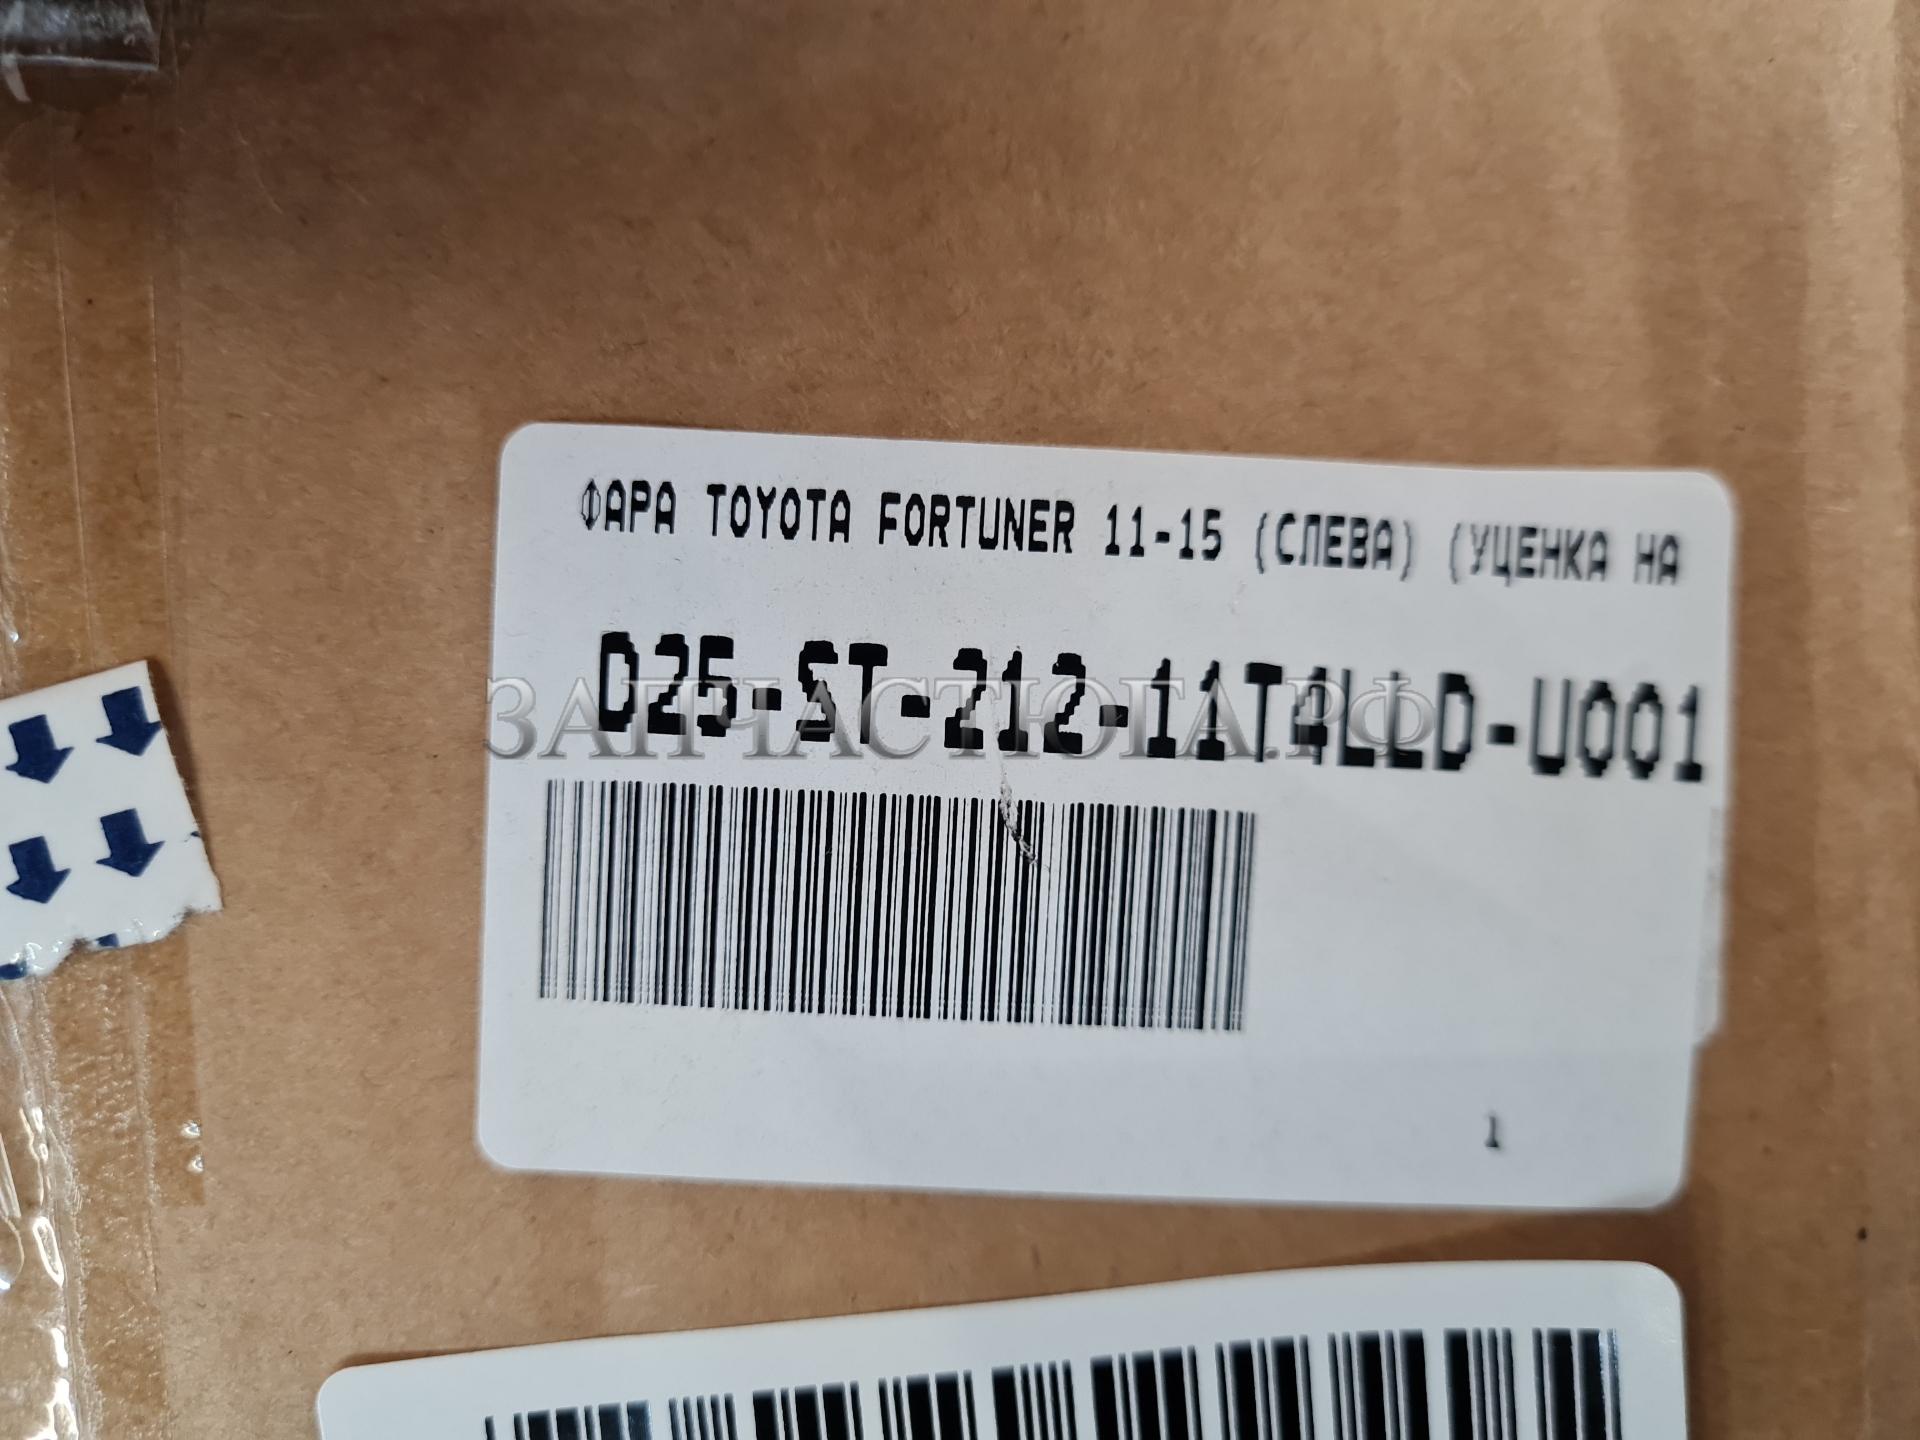 ФАРА TOYOTA FORTUNER 11-15 (СЛЕВА) (УЦЕНКА НА
D25-ST-212-11T4LLD-U001
ЗАПЧАСТЮГА.РФ
1